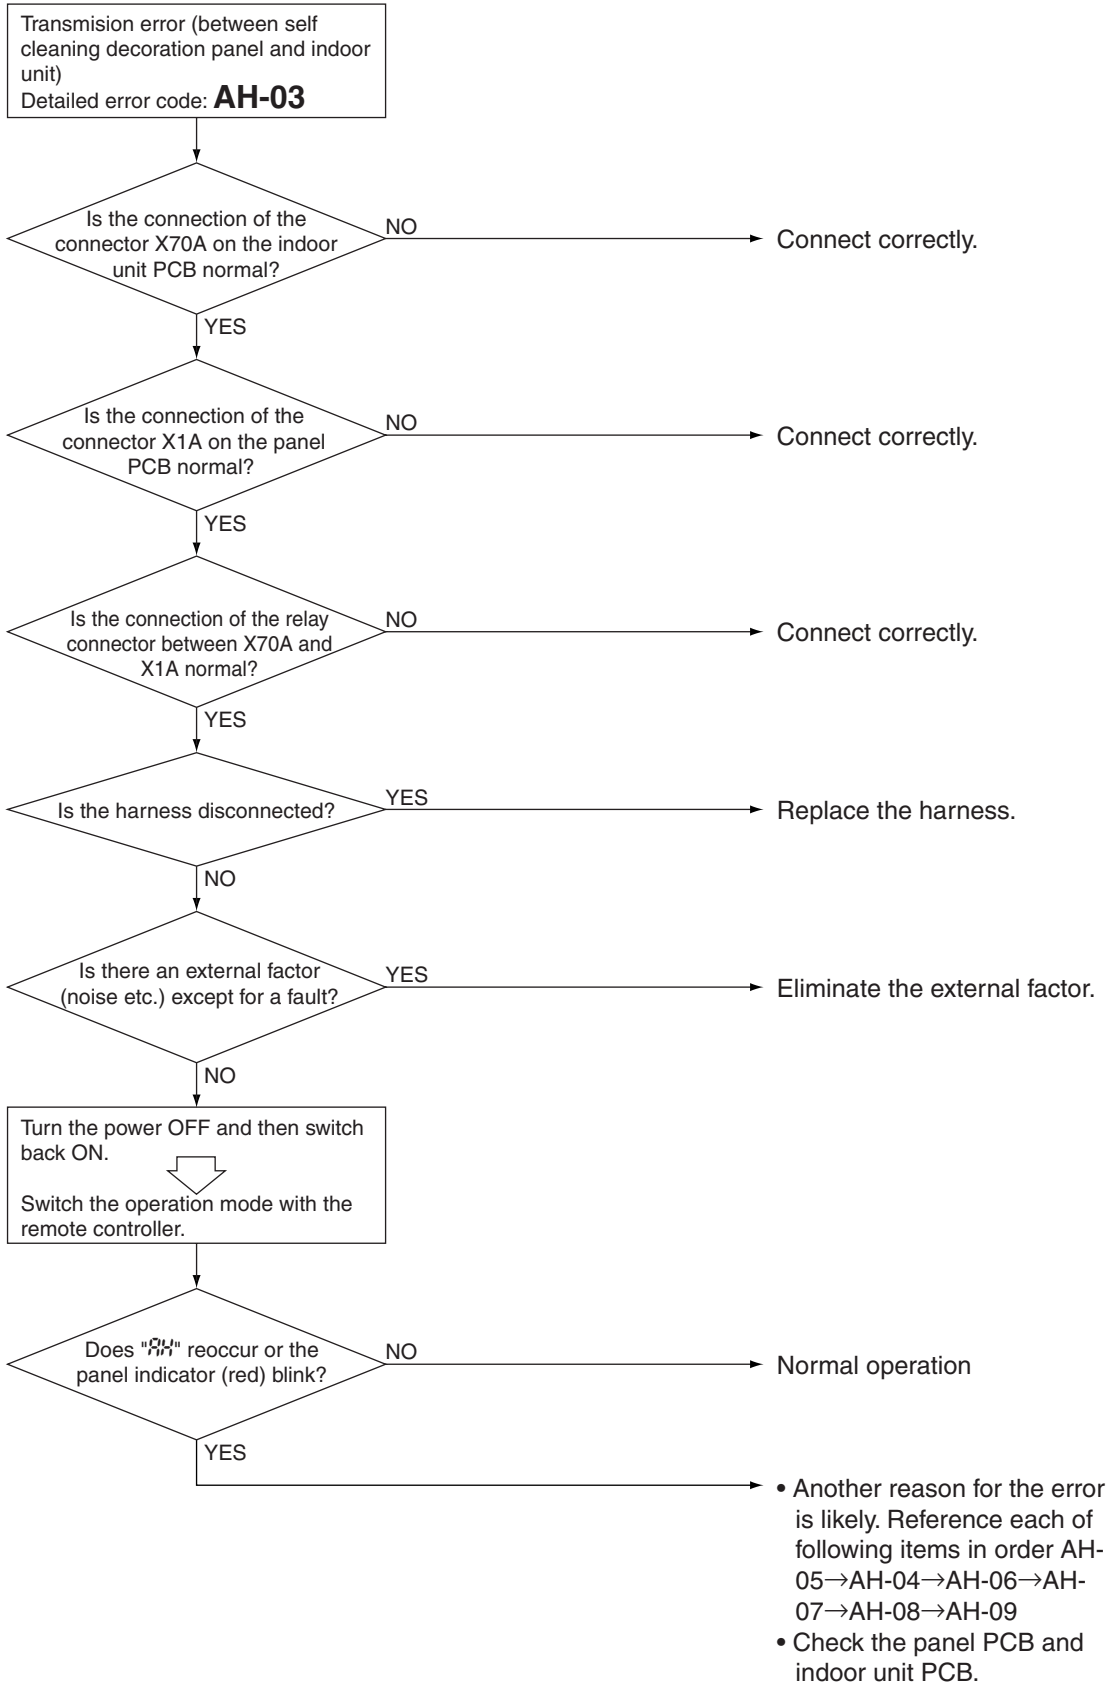 Transmision error (between self
cleaning decoration panel and indoor
unit)
Detailed error code: AH-03
Is the connection of the
connector X70A on the indoor
unit PCB normal?
NO
Connect correctly.
YES
Is the connection of the
connector X1A on the panel
PCB normal?
NO
Connect correctly.
YES
Is the connection of the relay
connector between X70A and
X1A normal?
NO
Connect correctly.
YES
Is the harness disconnected?
YES
Replace the harness.
NO
Is there an external factor
(noise etc.) except for a fault?
YES
Eliminate the external factor.
NO
Turn the power OFF and then switch
back ON.
Switch the operation mode with the
remote controller.
Does "AH" reoccur or the
panel indicator (red) blink?
NO
Normal operation
YES
• Another reason for the error
is likely. Reference each of
following items in order AH-
05→AH-04→AH-06→AH-
07→AH-08→AH-09
• Check the panel PCB and
indoor unit PCB.